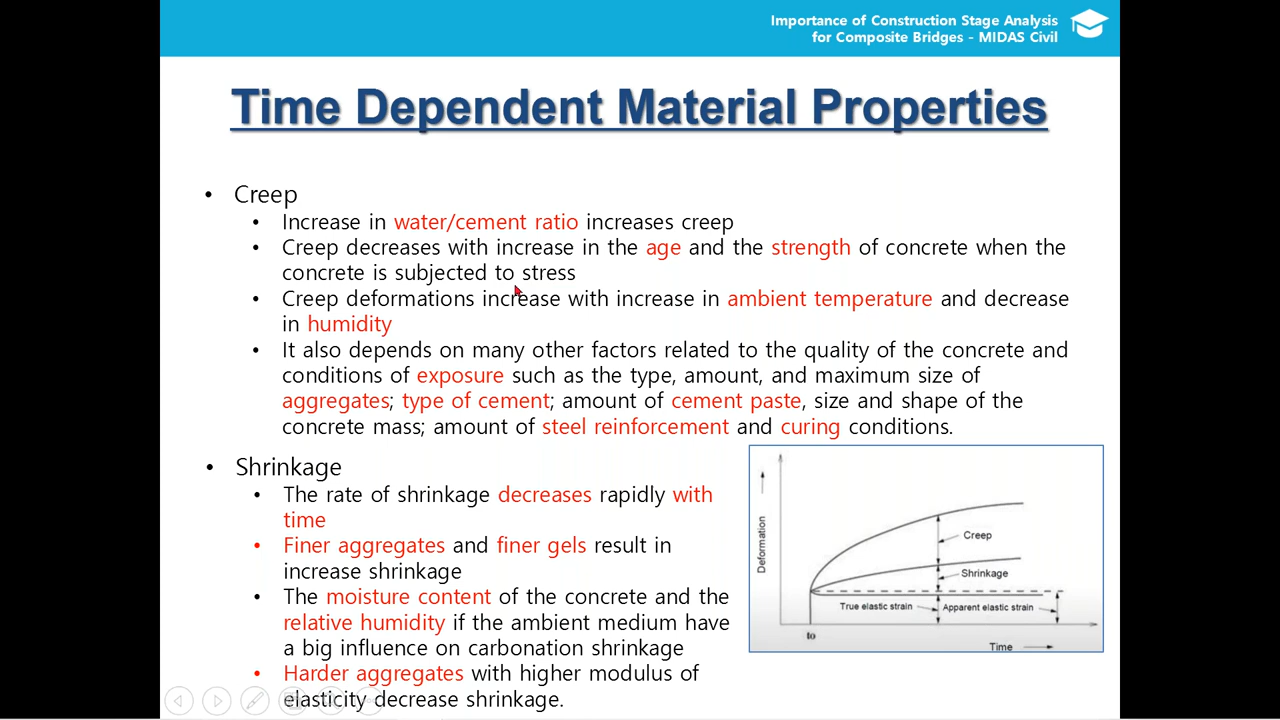 Importance of Construction Stage Analysis
for Composite Bridges - MIDAS Civil
Time Dependent Material Properties
• Creep
• Increase in water/cement ratio increases creep
• Creep decreases with increase in the age and the strength of concrete when the
concrete is subjected to stress
• Creep deformations increase with increase in ambient temperature and decrease
in humidity
• It also depends on many other factors related to the quality of the concrete and
conditions of exposure such as the type, amount, and maximum size of
aggregates; type of cement; amount of cement paste, size and shape of the
concrete mass; amount of steel reinforcement and curing conditions.
• Shrinkage
• The rate of shrinkage decreases rapidly with
time
• Finer aggregates and finer gels result in
increase shrinkage
• The moisture content of the concrete and the
relative humidity if the ambient medium have
a big influence on carbonation shrinkage
• Harder aggregates with higher modulus of
elasticity decrease shrinkage.
Deformation
Creep
Shrinkage
True elastic strain
Apparent elastic strain
to
Time